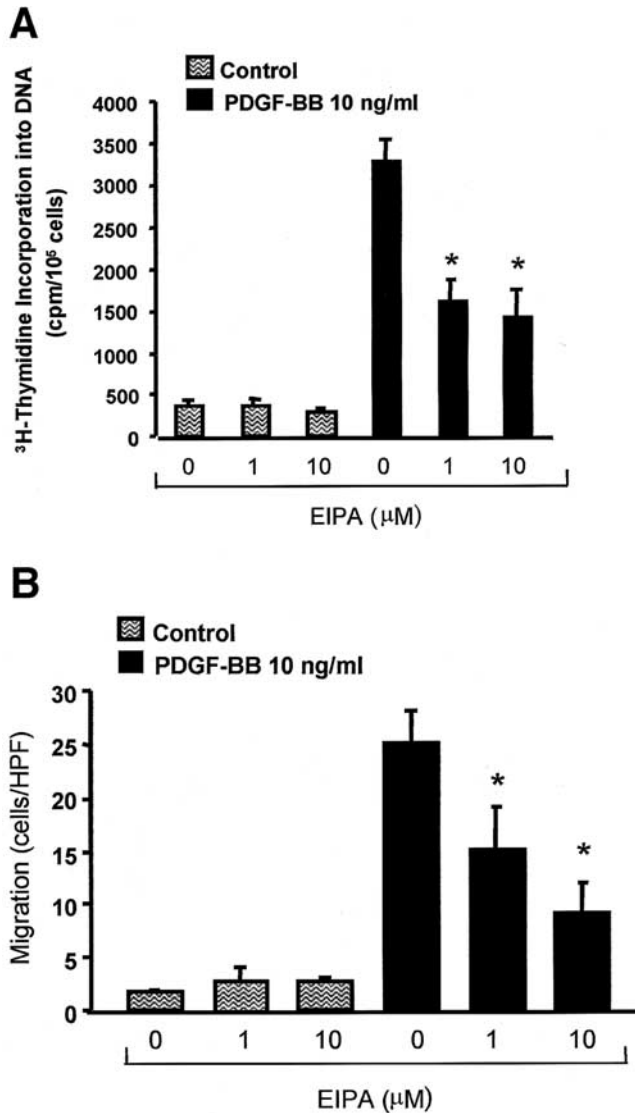 A
Control
PDGF-BB 10 ng/ml
³H-Thymidine Incorporation into DNA
(cpm/10⁵ cells)
4000
3500
3000
2500
2000
1500
1000
500
0
* *
0 1 10 0 1 10
EIPA (µM)
B
Control
PDGF-BB 10 ng/ml
Migration (cells/HPF)
30
25
20
15
10
5
0
*
*
0 1 10 0 1 10
EIPA (µM)